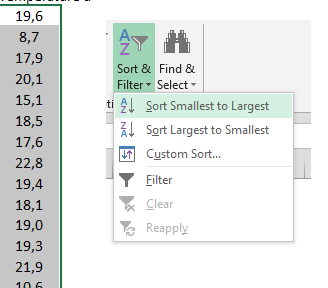 19,6
8,7
17,9
20,1
15,1
18,5
17,6
22,8
19,4
18,1
19,0
19,3
21,9
Sort &
Filter
Find &
Select
Sort Smallest to Largest
Sort Largest to Smallest
Custom Sort...
Filter
Clear
Reapply